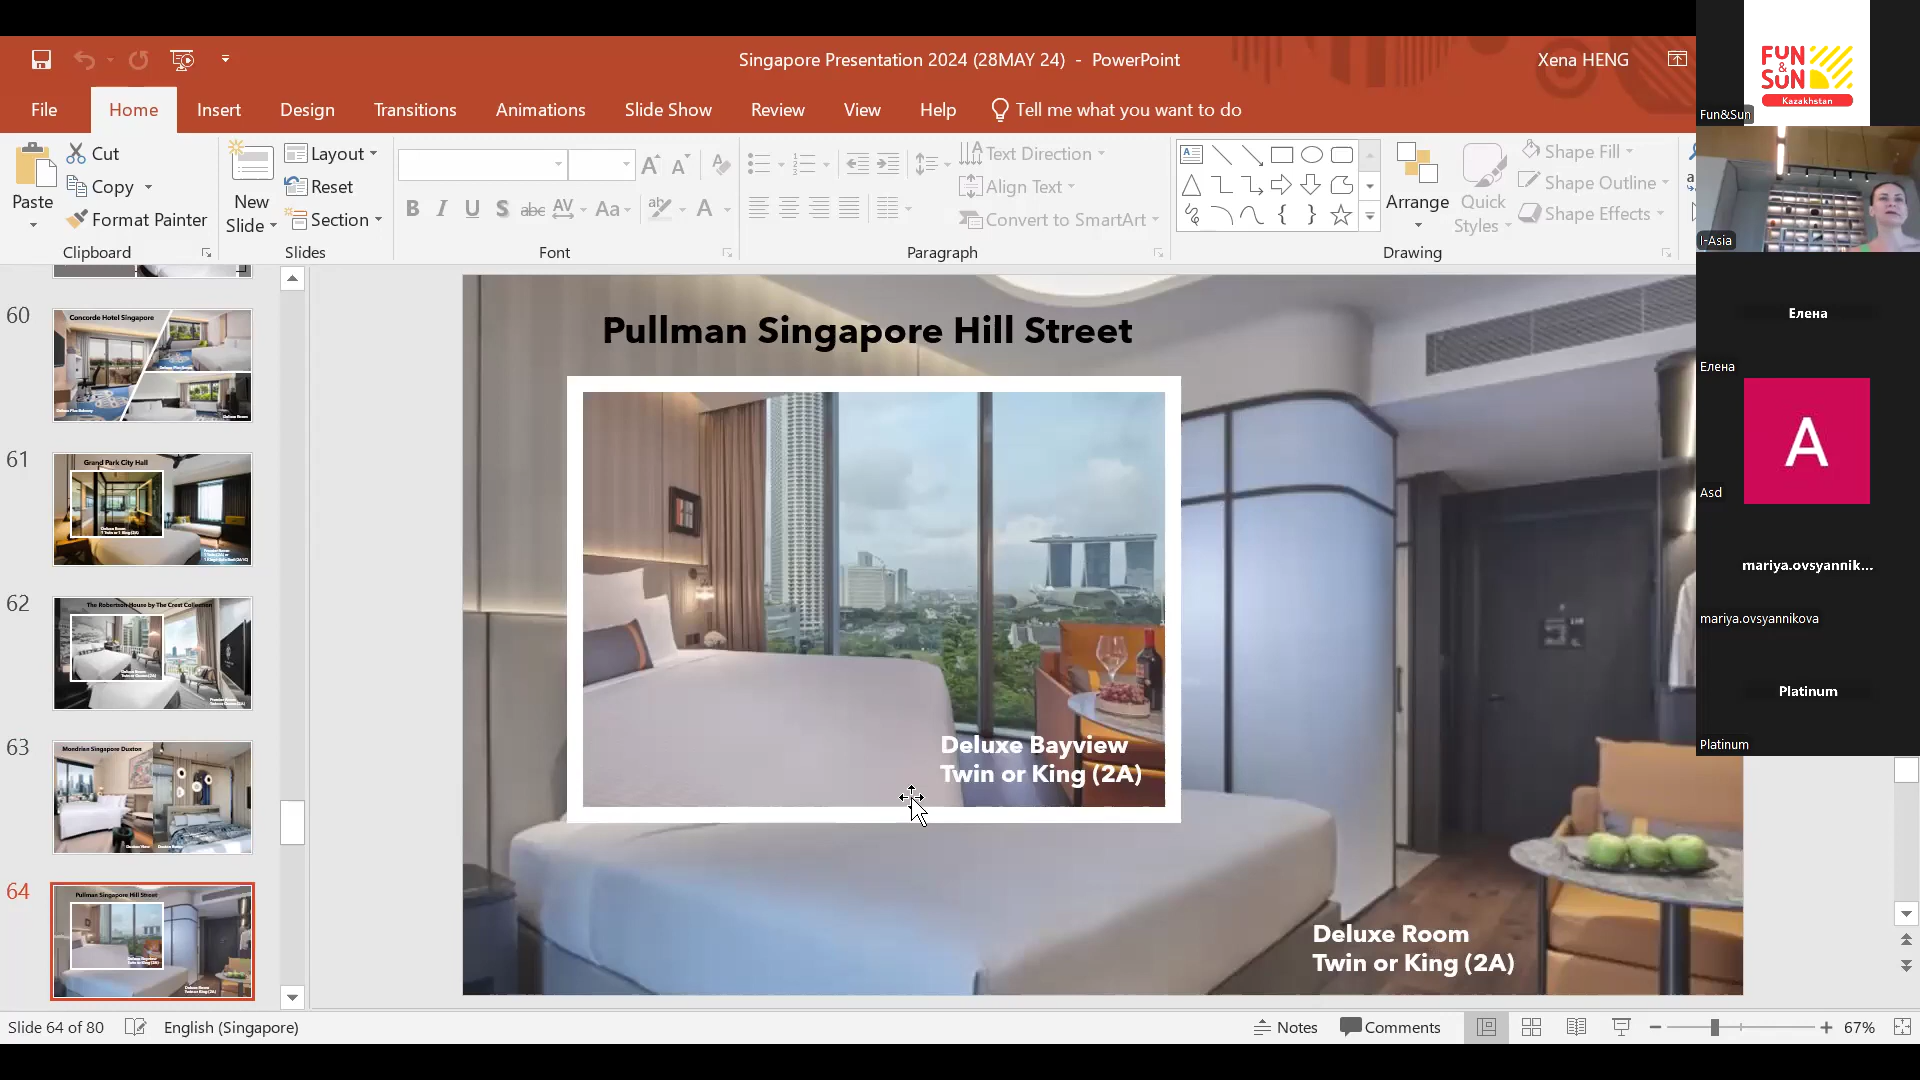 Singapore Presentation 2024 (28MAY 24) - PowerPoint
Xena HENG
File
Home
Insert
Design
Transitions
Animations
Slide Show
Review
View
Help
Tell me what you want to do
Paste
Cut
Copy
Format Painter
Clipboard
New
Slide
Layout
Reset
Section
Slides
B I U S abc AV Aa A
Font
Text Direction
Align Text
Convert to SmartArt
Paragraph
Arrange
Quick
Styles
Shape Fill
Shape Outline
Shape Effects
Drawing
60
Concorde Hotel Singapore
61
Grand Park City Hall
62
The Robertson House by The Crest Collection
63
Mondrian Singapore Duxton
64
Pullman Singapore Hill Street
Pullman Singapore Hill Street
Deluxe Bayview
Twin or King (2A)
Deluxe Room
Twin or King (2A)
FUN
&
SUN
Kazakhstan
Fun&Sun
I-Asia
Елена
Елена
A
Asd
mariya.ovsyannik...
mariya.ovsyannikova
Platinum
Platinum
Slide 64 of 80
English (Singapore)
Notes
Comments
67%